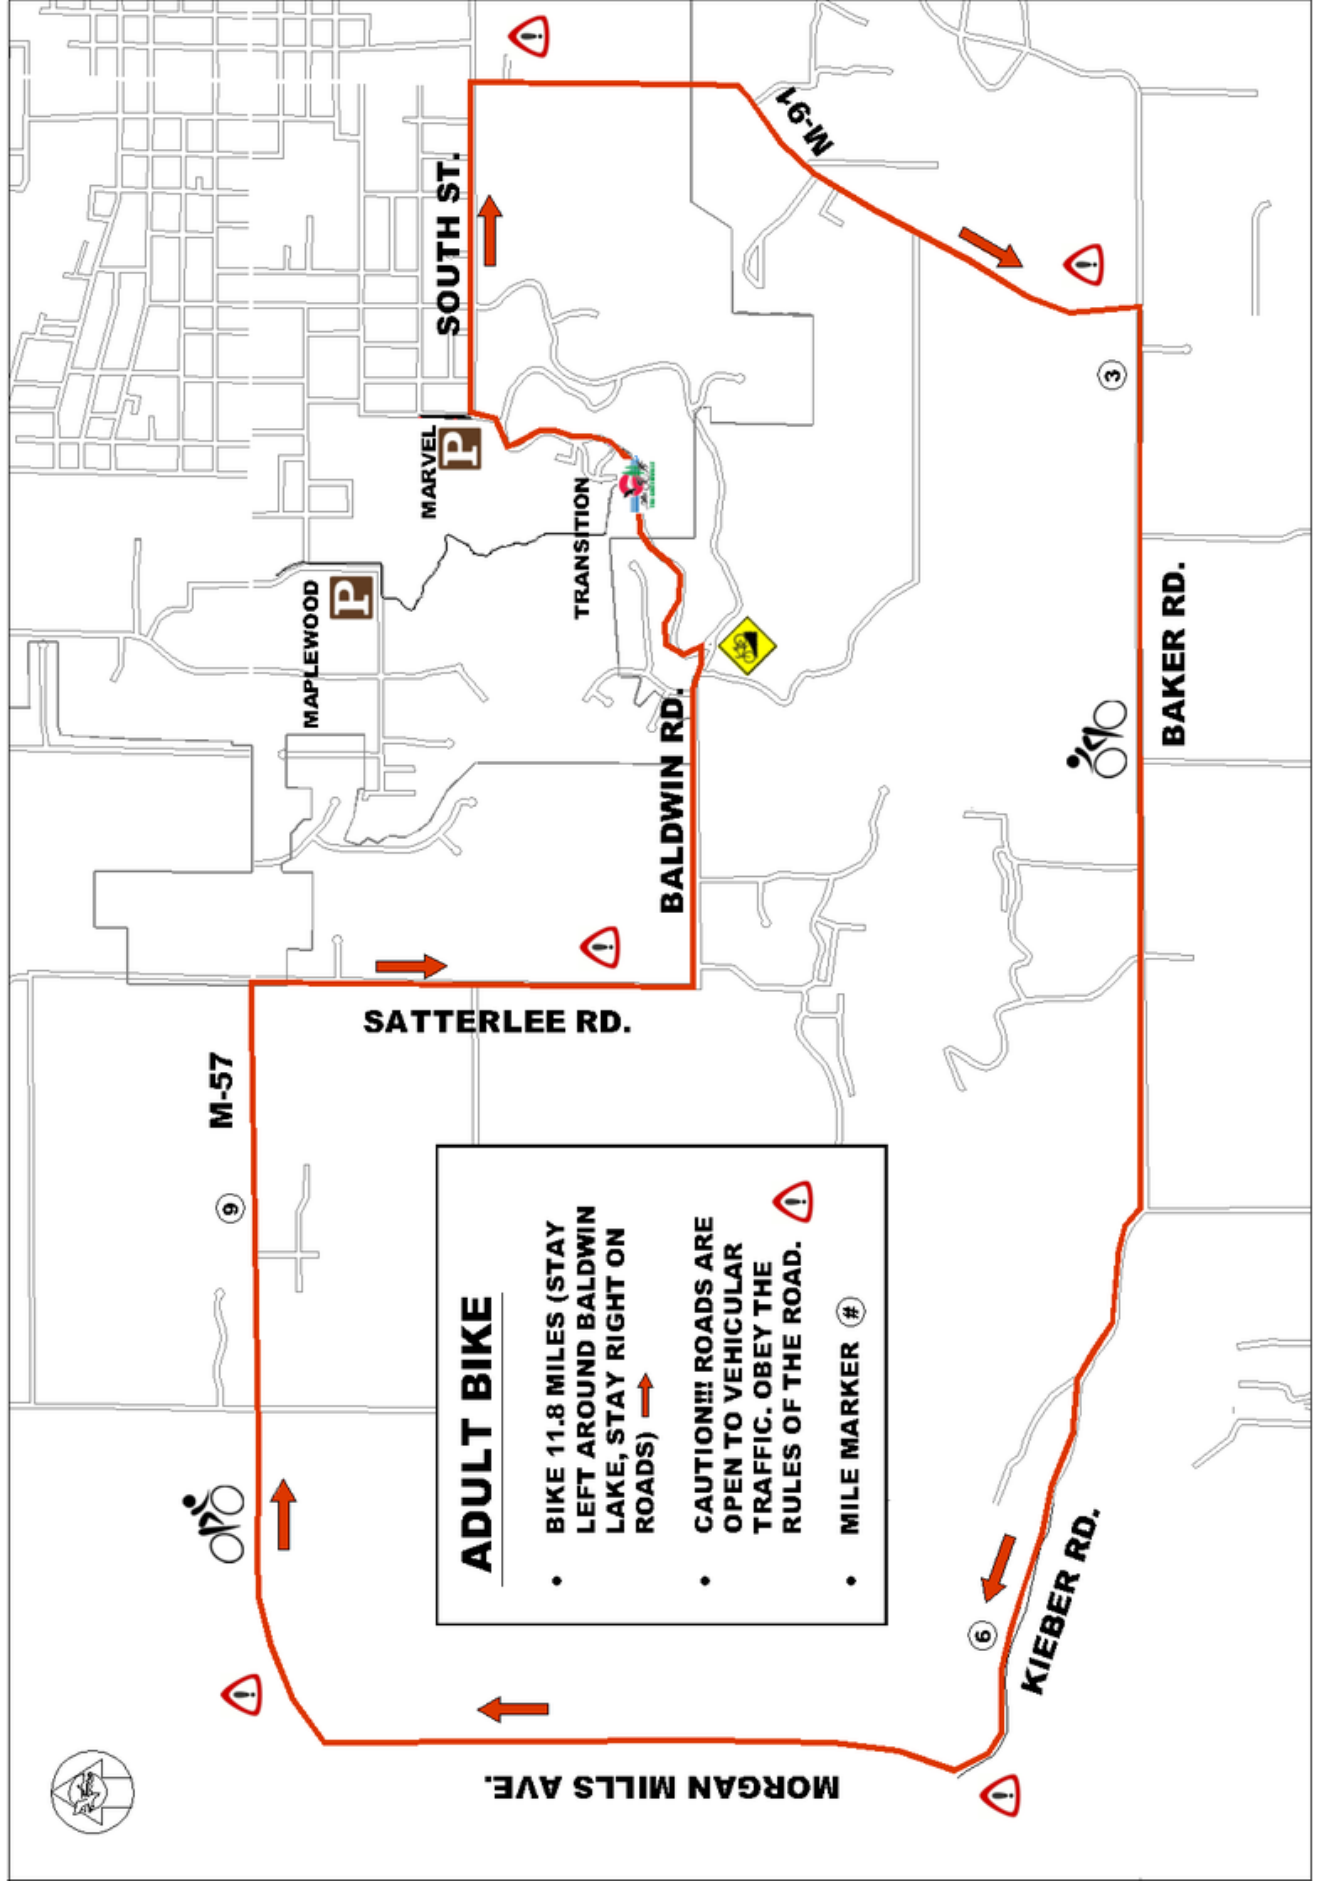 M-57
9
MAPLEWOOD
P
MARVEL
P
SOUTH ST.
SATTERLEE RD.
TRANSITION
BALDWIN RD.
M-91
MORGAN MILLS AVE.
ADULT BIKE
• BIKE 11.8 MILES (STAY
LEFT AROUND BALDWIN
LAKE, STAY RIGHT ON
ROADS)
• CAUTION!!! ROADS ARE
OPEN TO VEHICULAR
TRAFFIC. OBEY THE
RULES OF THE ROAD.
• MILE MARKER #
6
KIEBER RD.
3
BAKER RD.